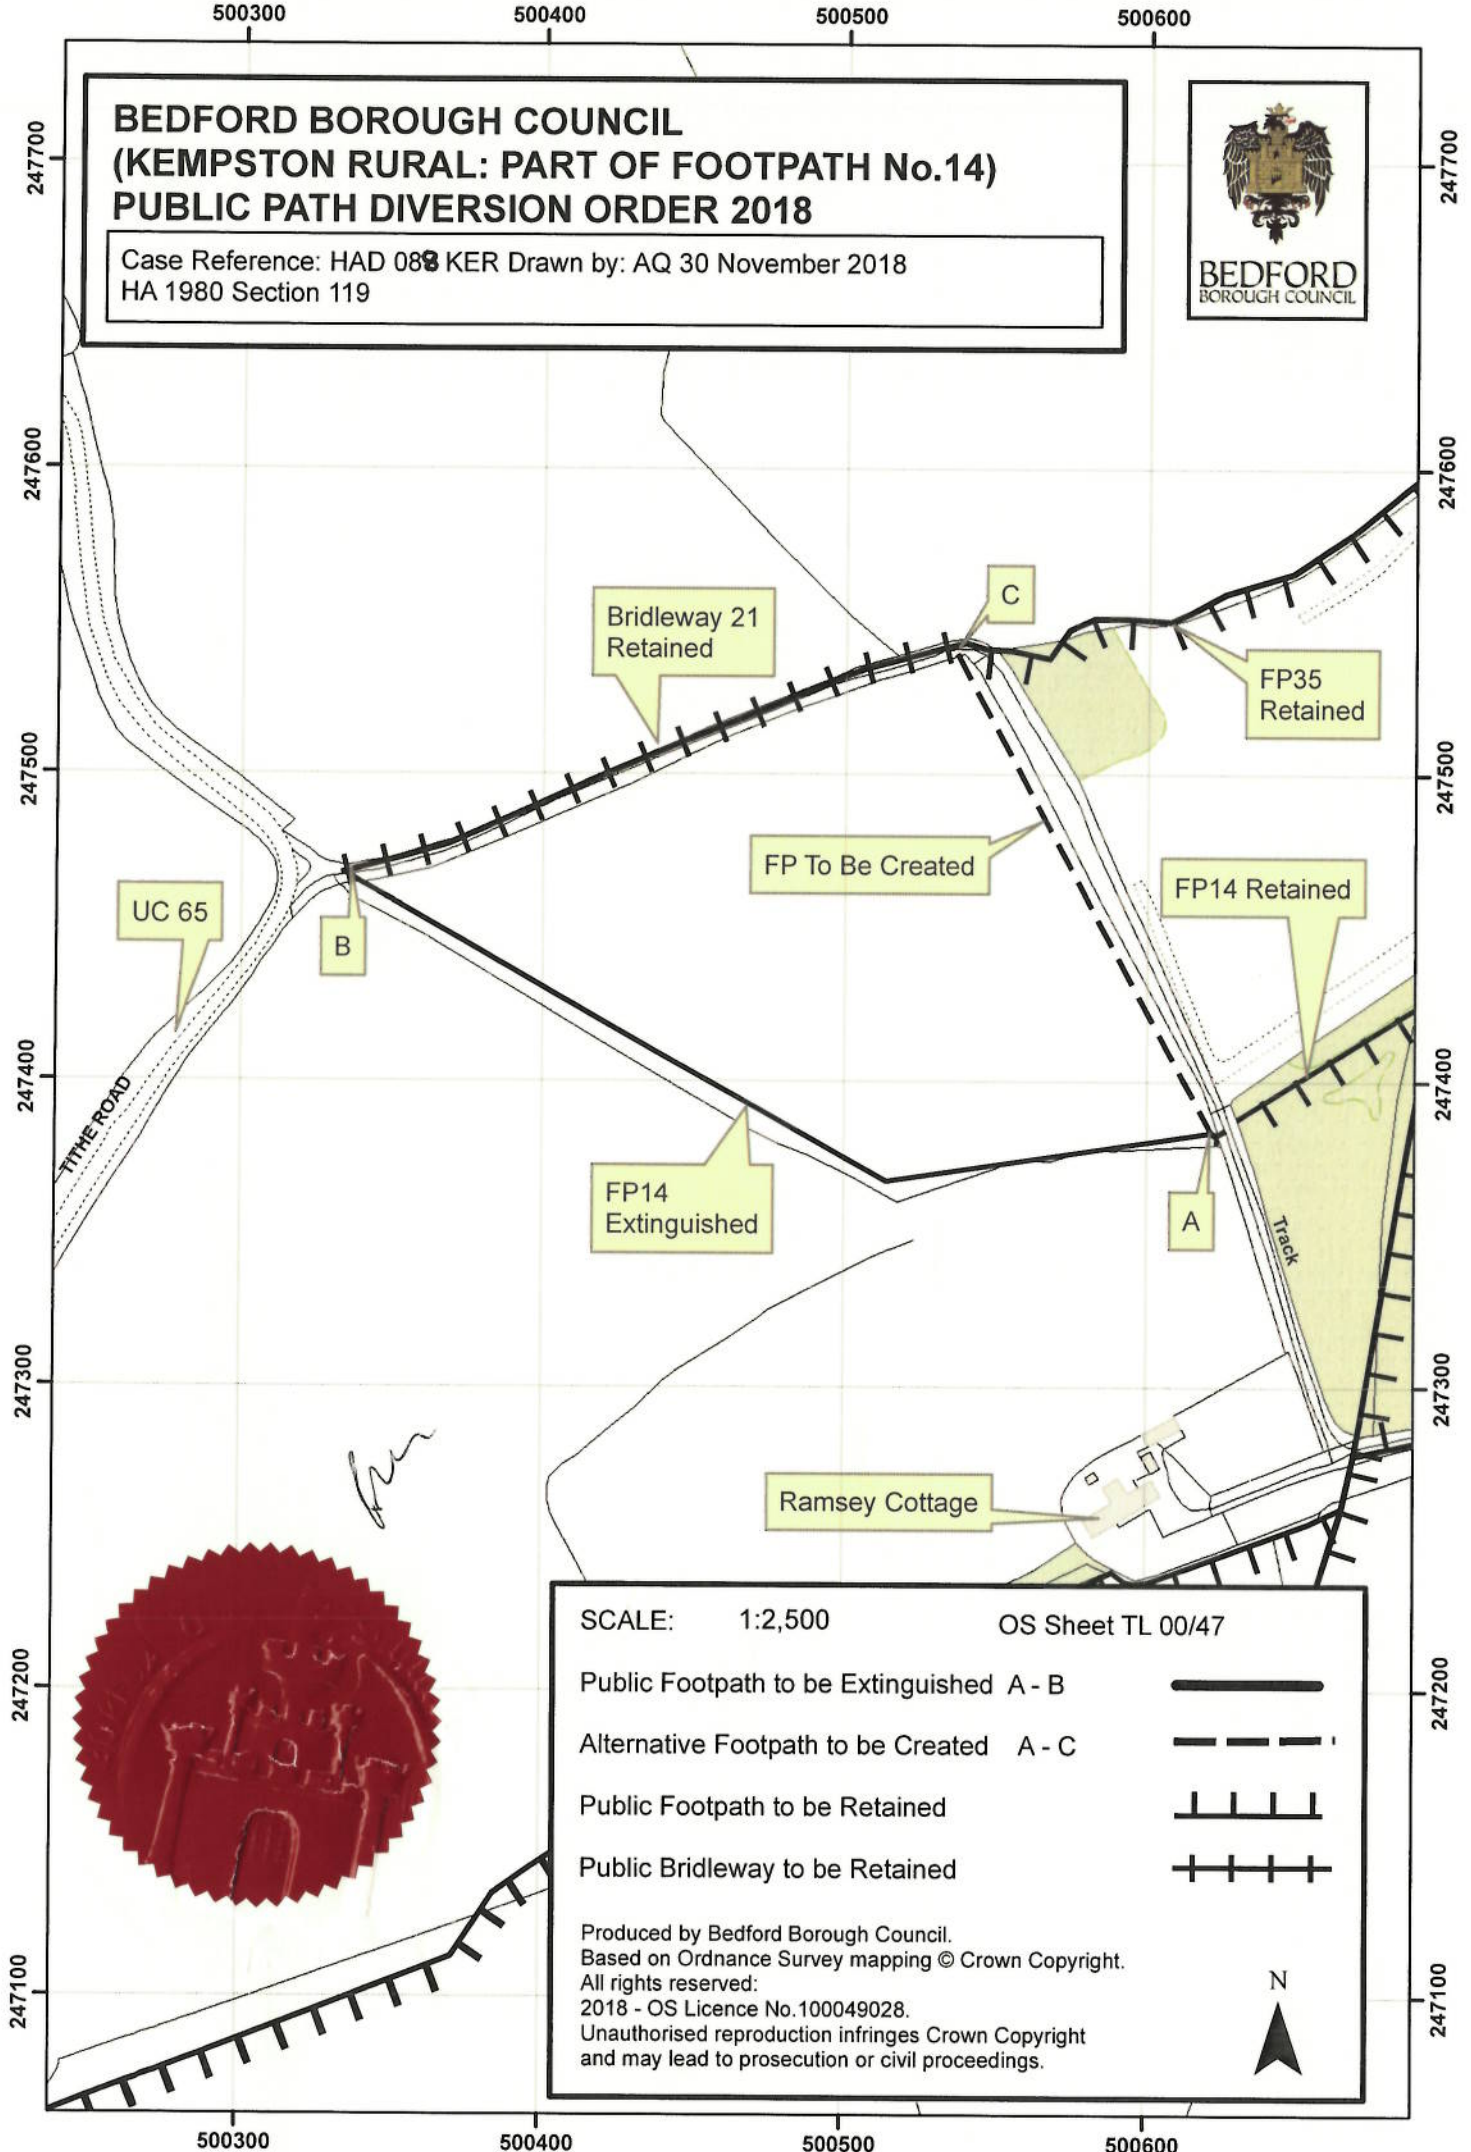 500300 500400 500500 500600
BEDFORD BOROUGH COUNCIL
(KEMPSTON RURAL: PART OF FOOTPATH No.14)
PUBLIC PATH DIVERSION ORDER 2018
Case Reference: HAD KER Drawn by: AQ 30 November 2018
HA 1980 Section 119
BEDFORD
BOROUGH COUNCIL
247700 247700
247600 247600
C
Bridleway 21
Retained
FP35
Retained
247500 247500
FP To Be Created
FP14 Retained
UC 65
B
247400 247400
TITHE ROAD
FP14
Extinguished
A
Track
247300 247300
Ramsey Cottage
SCALE: 1:2,500 OS Sheet TL 00/47
Public Footpath to be Extinguished A - B
247200 247200
Alternative Footpath to be Created A - C
Public Footpath to be Retained
Public Bridleway to be Retained
Produced by Bedford Borough Council.
Based on Ordnance Survey mapping © Crown Copyright.
All rights reserved:
2018 - OS Licence No.100049028.
Unauthorised reproduction infringes Crown Copyright
and may lead to prosecution or civil proceedings.
N
247100 247100
500300 500400 500500 500600